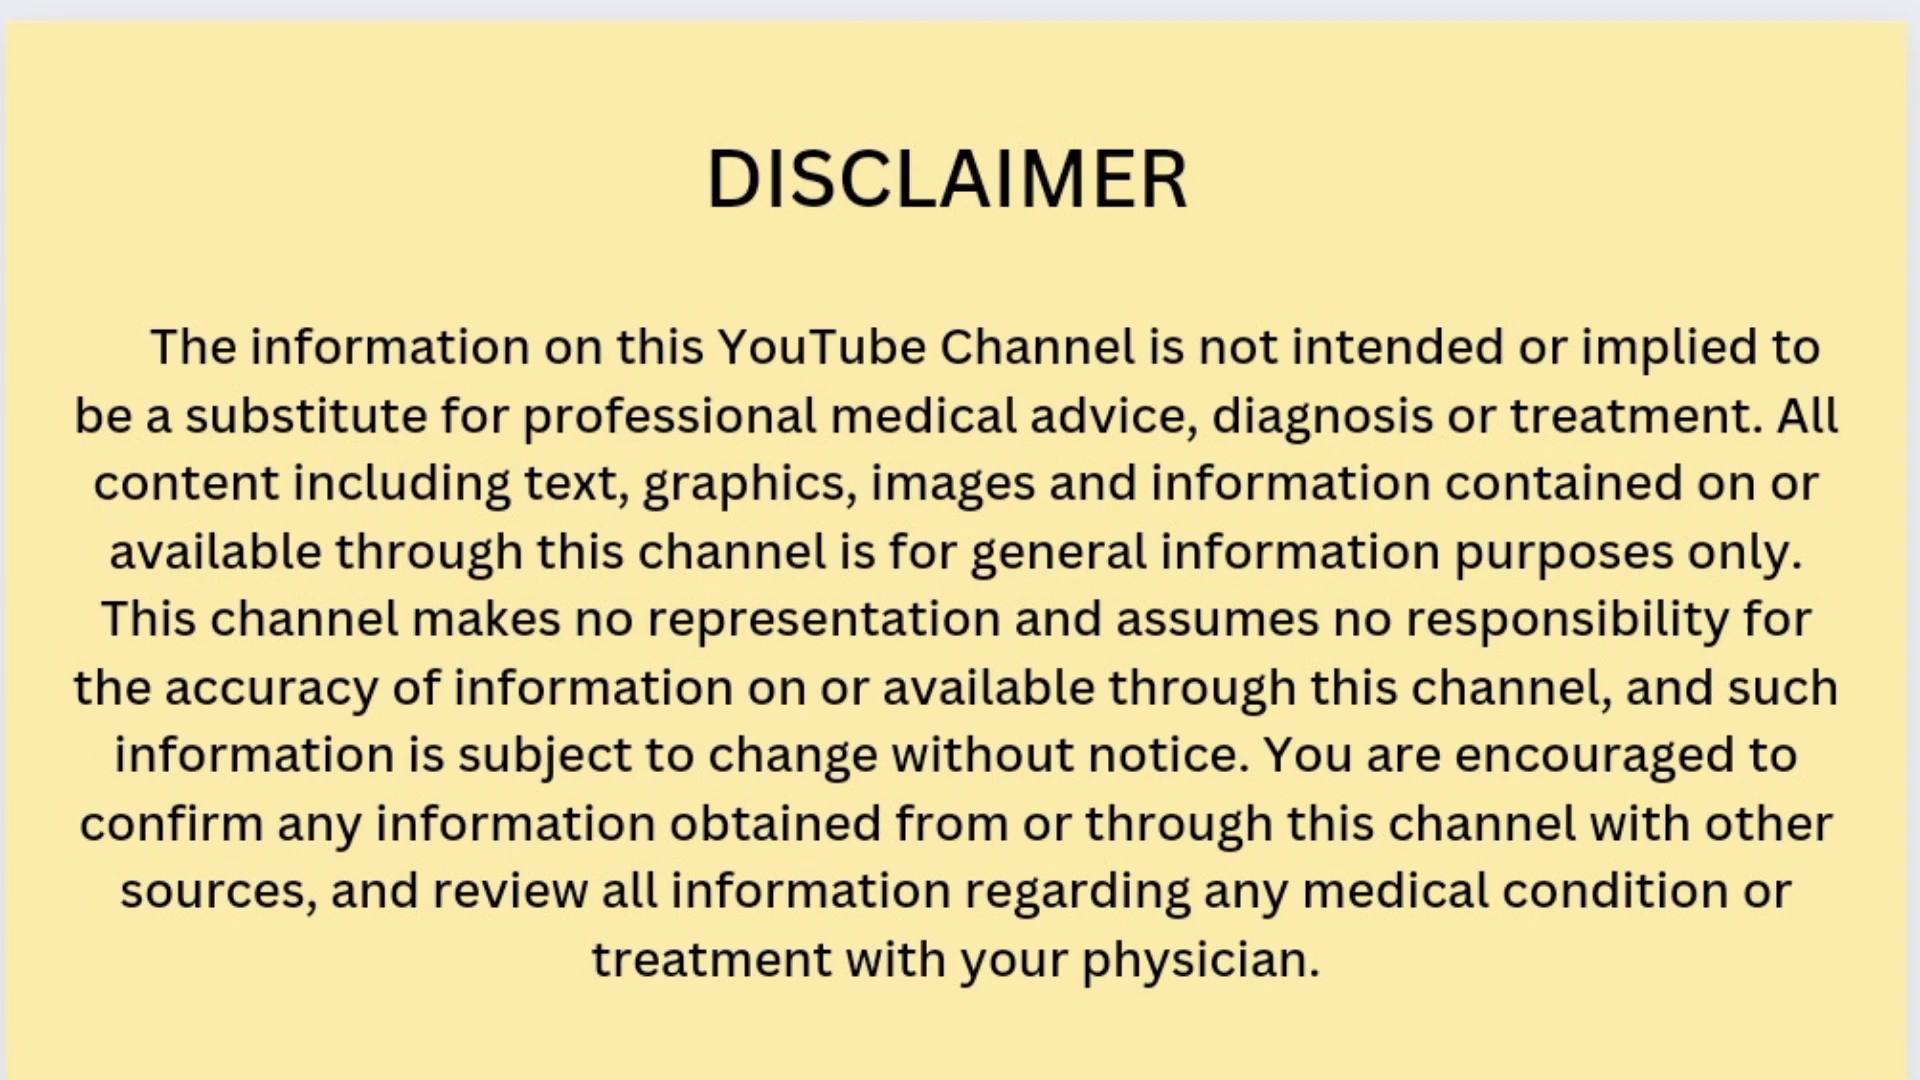 DISCLAIMER
The information on this YouTube Channel is not intended or implied to
be a substitute for professional medical advice, diagnosis or treatment. All
content including text, graphics, images and information contained on or
available through this channel is for general information purposes only.
This channel makes no representation and assumes no responsibility for
the accuracy of information on or available through this channel, and such
information is subject to change without notice. You are encouraged to
confirm any information obtained from or through this channel with other
sources, and review all information regarding any medical condition or
treatment with your physician.